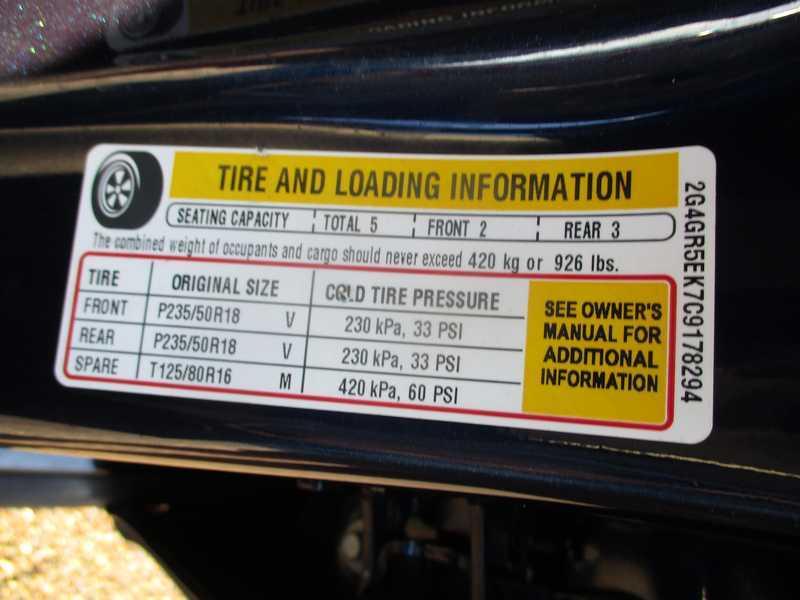 TIRE AND LOADING INFORMATION
SEATING CAPACITY TOTAL 5 FRONT 2 REAR 3
The combined weight of occupants and cargo should never exceed 420 kg or 926 lbs.
TIRE ORIGINAL SIZE COLD TIRE PRESSURE
FRONT P235/50R18 V 230 kPa, 33 PSI
REAR P235/50R18 V 230 kPa, 33 PSI
SPARE T125/80R16 M 420 kPa, 60 PSI
SEE OWNER'S
MANUAL FOR
ADDITIONAL
INFORMATION
2G4GR5EK7C9178294